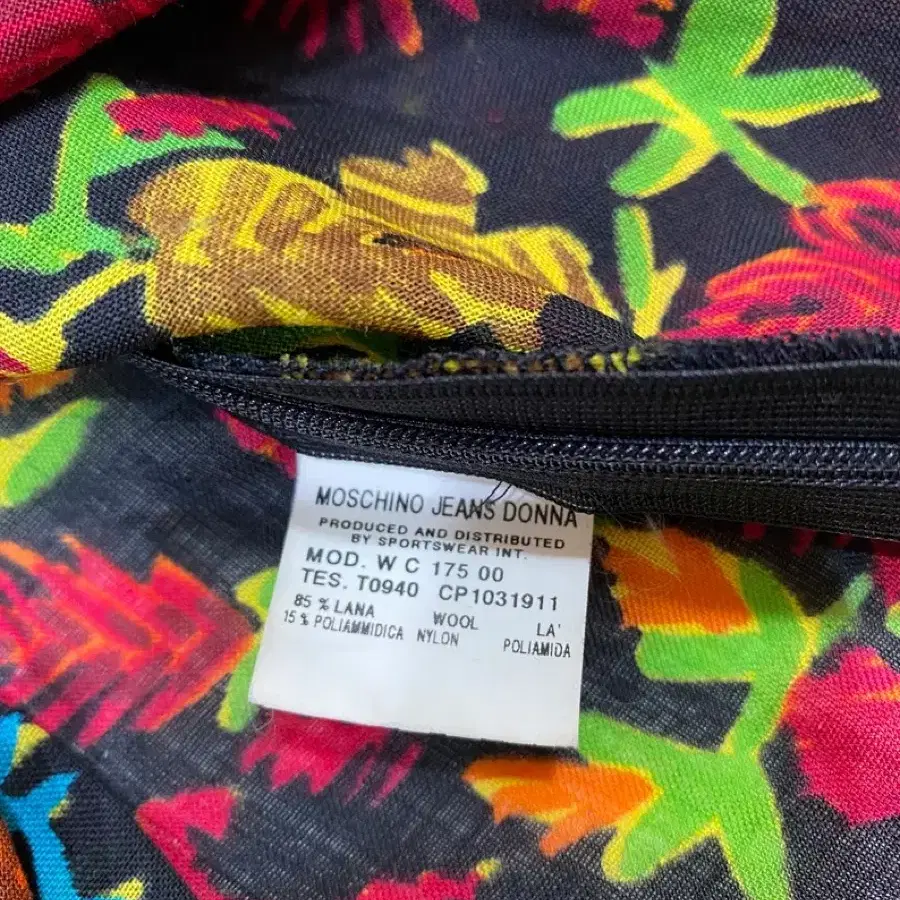 MOSCHINO JEANS DONNA
PRODUCED AND DISTRIBUTED
BY SPORTSWEAR INT.
MOD. W C 175 00
TES. T0940 CP1031911
85 % LANA WOOL LA'
15 % POLIAMMIDICA NYLON POLIAMIDA